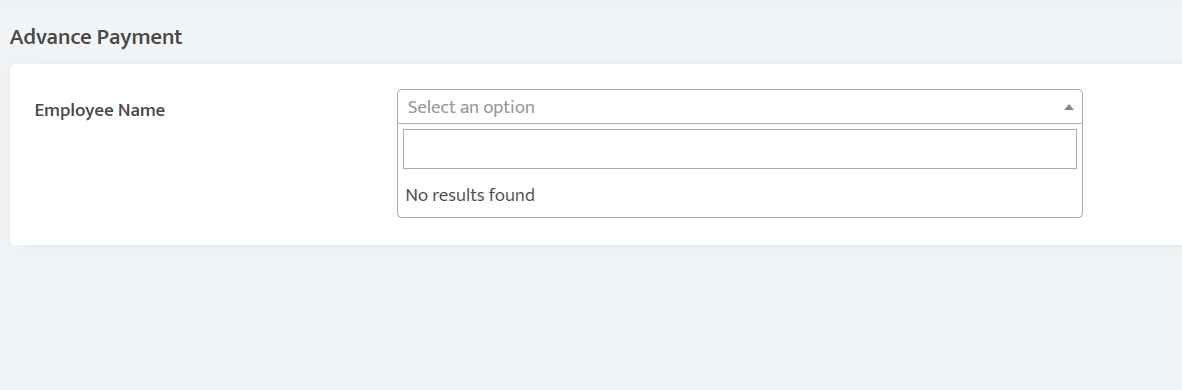 Advance Payment
Employee Name
Select an option
No results found